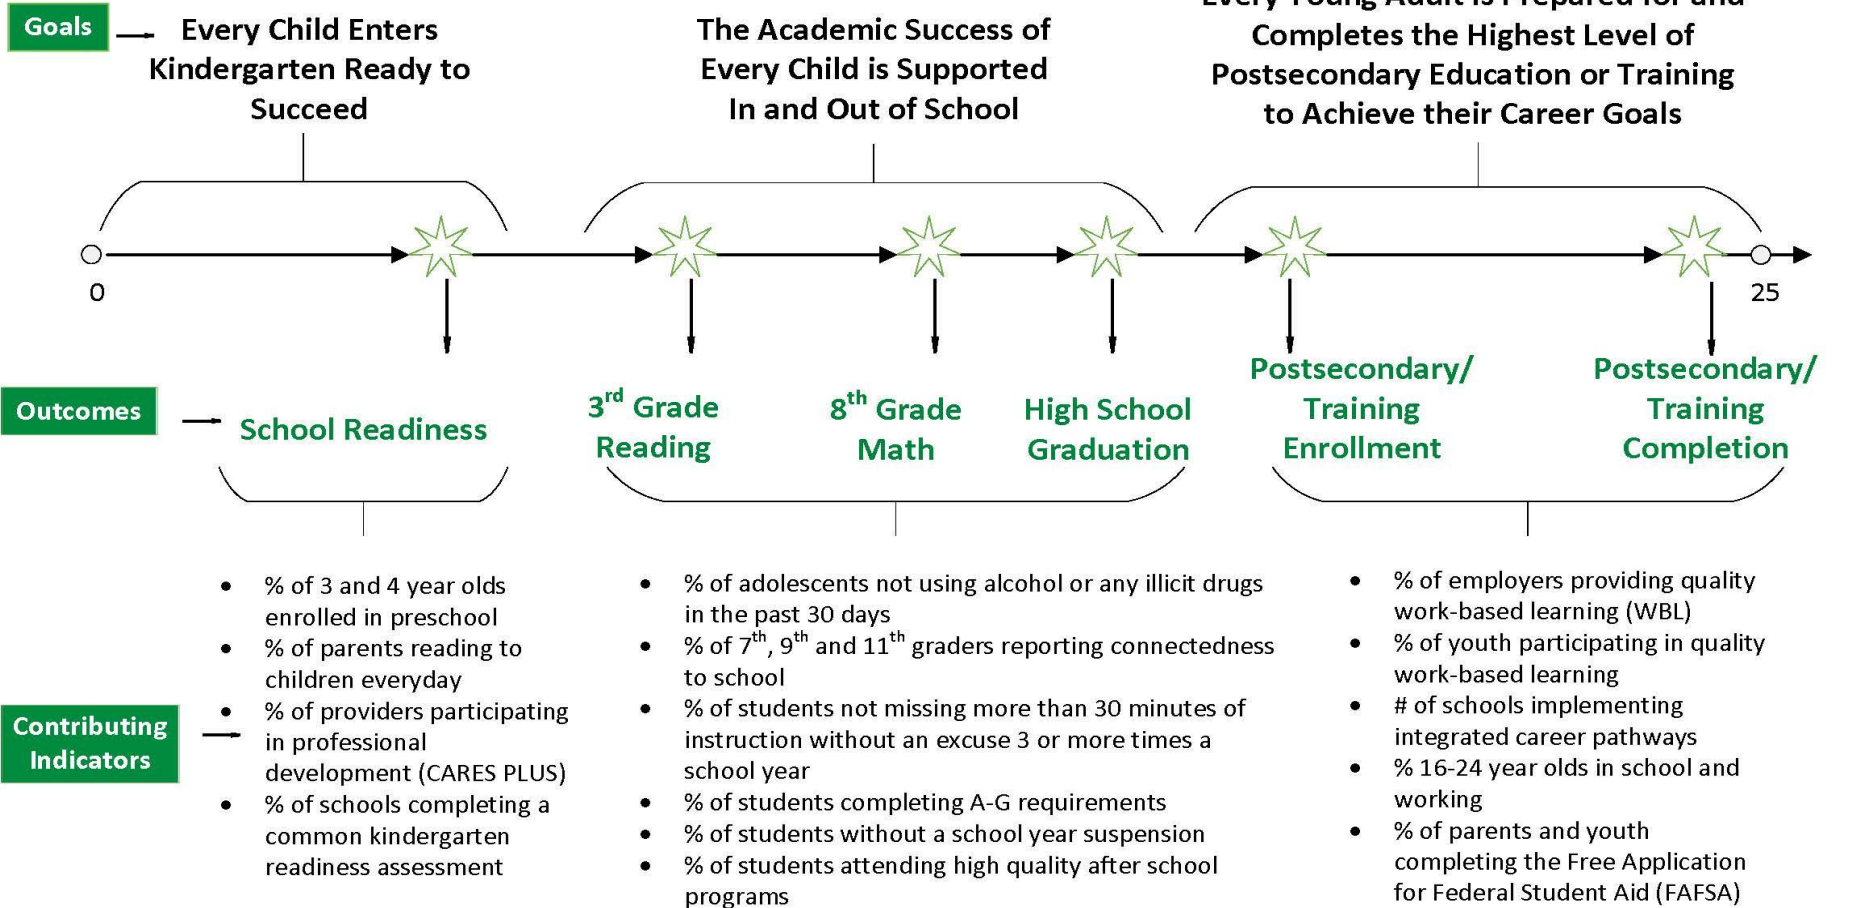 Goals
Every Child Enters
Kindergarten Ready to
Succeed
The Academic Success of
Every Child is Supported
In and Out of School
Every Young Adult is Prepared for and
Completes the Highest Level of
Postsecondary Education or Training
to Achieve their Career Goals
0
25
Outcomes
School Readiness
3rd Grade
Reading
8th Grade
Math
High School
Graduation
Postsecondary/
Training
Enrollment
Postsecondary/
Training
Completion
Contributing
Indicators
• % of 3 and 4 year olds
enrolled in preschool
• % of parents reading to
children everyday
• % of providers participating
in professional
development (CARES PLUS)
• % of schools completing a
common kindergarten
readiness assessment
• % of adolescents not using alcohol or any illicit drugs
in the past 30 days
• % of 7th, 9th and 11th graders reporting connectedness
to school
• % of students not missing more than 30 minutes of
instruction without an excuse 3 or more times a
school year
• % of students completing A-G requirements
• % of students without a school year suspension
• % of students attending high quality after school
programs
• % of employers providing quality
work-based learning (WBL)
• % of youth participating in quality
work-based learning
• # of schools implementing
integrated career pathways
• % 16-24 year olds in school and
working
• % of parents and youth
completing the Free Application
for Federal Student Aid (FAFSA)